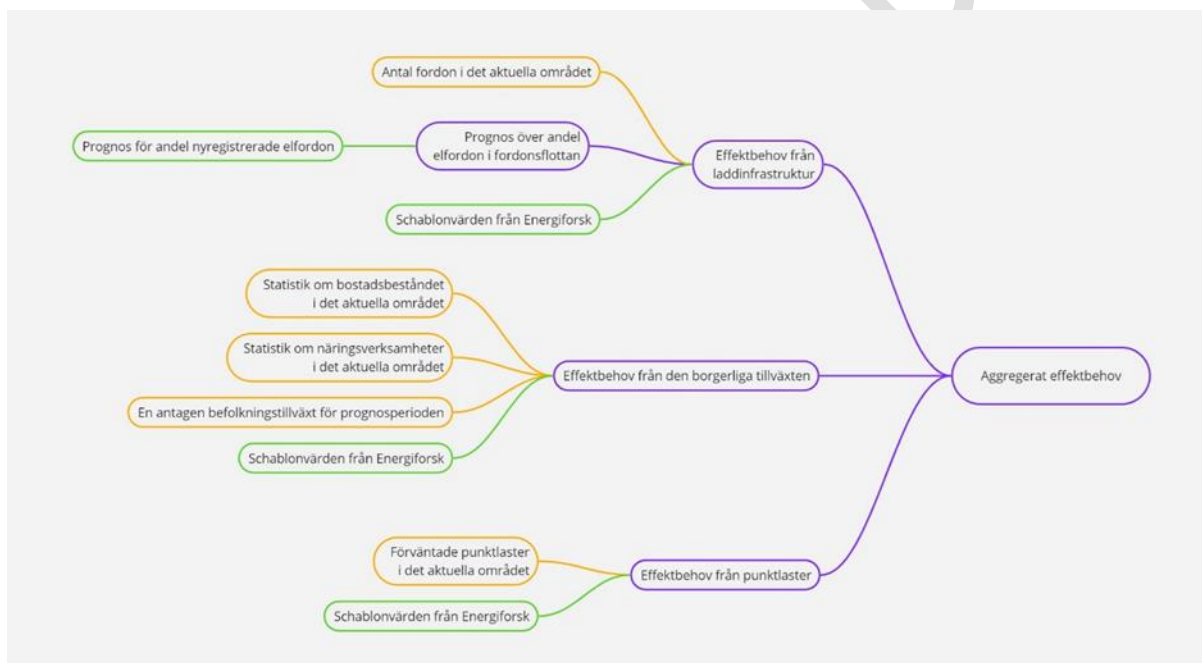 Antal fordon i det aktuella området
Prognos för andel nyregistrerade elfordon
Prognos över andel
elfordon i fordonsflottan
Effektbehov från
laddinfrastruktur
Schablonvärden från Energiforsk
Statistik om bostadsbeståndet
i det aktuella området
Statistik om näringsverksamheter
i det aktuella området
Effektbehov från den borgerliga tillväxten
Aggregerat effektbehov
En antagen befolkningstillväxt för prognosperioden
Schablonvärden från Energiforsk
Förväntade punktlaster
i det aktuella området
Effektbehov från punktlaster
Schablonvärden från Energiforsk